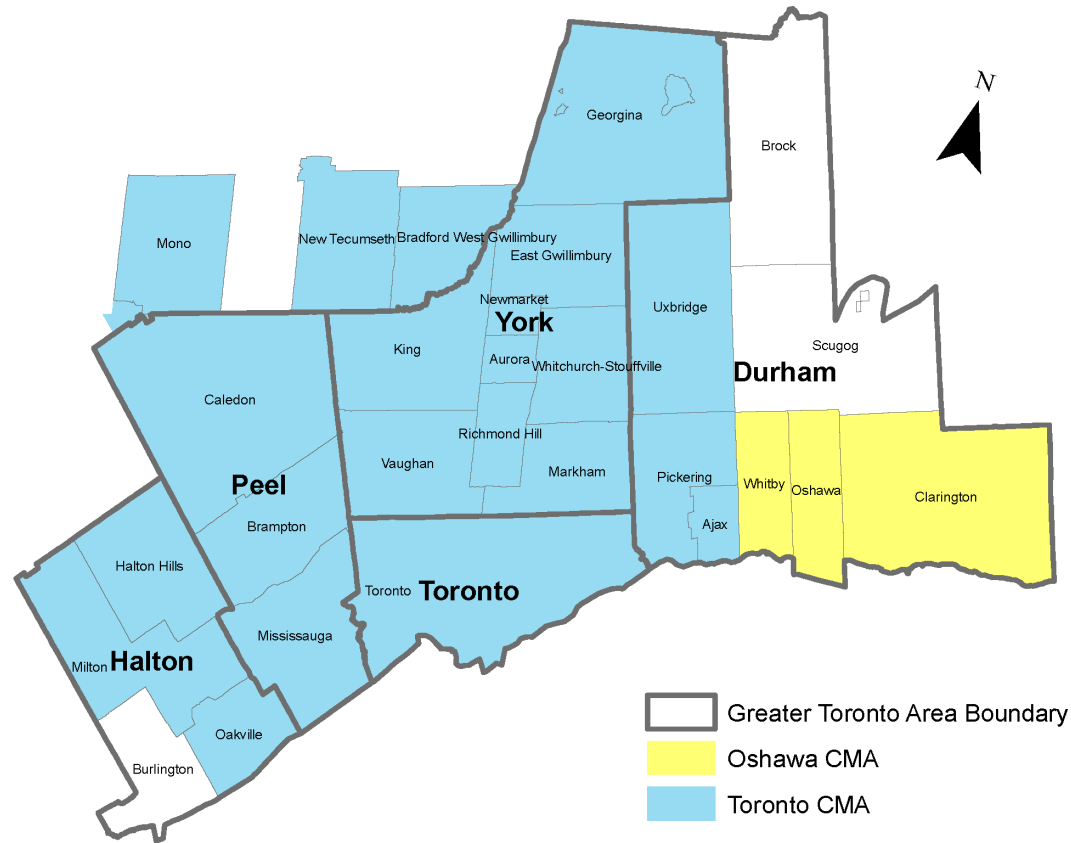 N
Georgina
Brock
Mono
New Tecumseth
Bradford West Gwillimbury
East Gwillimbury
Newmarket
Uxbridge
York
King
Aurora
Whitchurch-Stouffville
Scugog
Durham
Caledon
Richmond Hill
Vaughan
Markham
Peel
Pickering
Whitby
Oshawa
Clarington
Brampton
Ajax
Halton Hills
Toronto
Toronto
Mississauga
Milton
Halton
Oakville
Burlington
Greater Toronto Area Boundary
Oshawa CMA
Toronto CMA